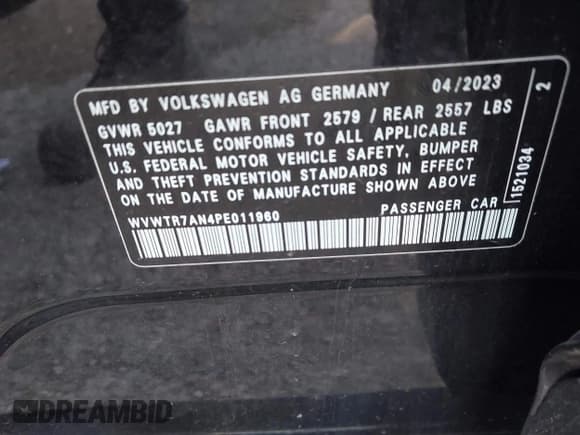 MFD BY VOLKSWAGEN AG GERMANY 04/2023
GVWR 5027 GAWR FRONT 2579 / REAR 2557 LBS
THIS VEHICLE CONFORMS TO ALL APPLICABLE
U.S. FEDERAL MOTOR VEHICLE SAFETY, BUMPER
AND THEFT PREVENTION STANDARDS IN EFFECT
ON THE DATE OF MANUFACTURE SHOWN ABOVE
WVWTR7AN4PE011960 PASSENGER CAR
1521034 2
DREAMBID